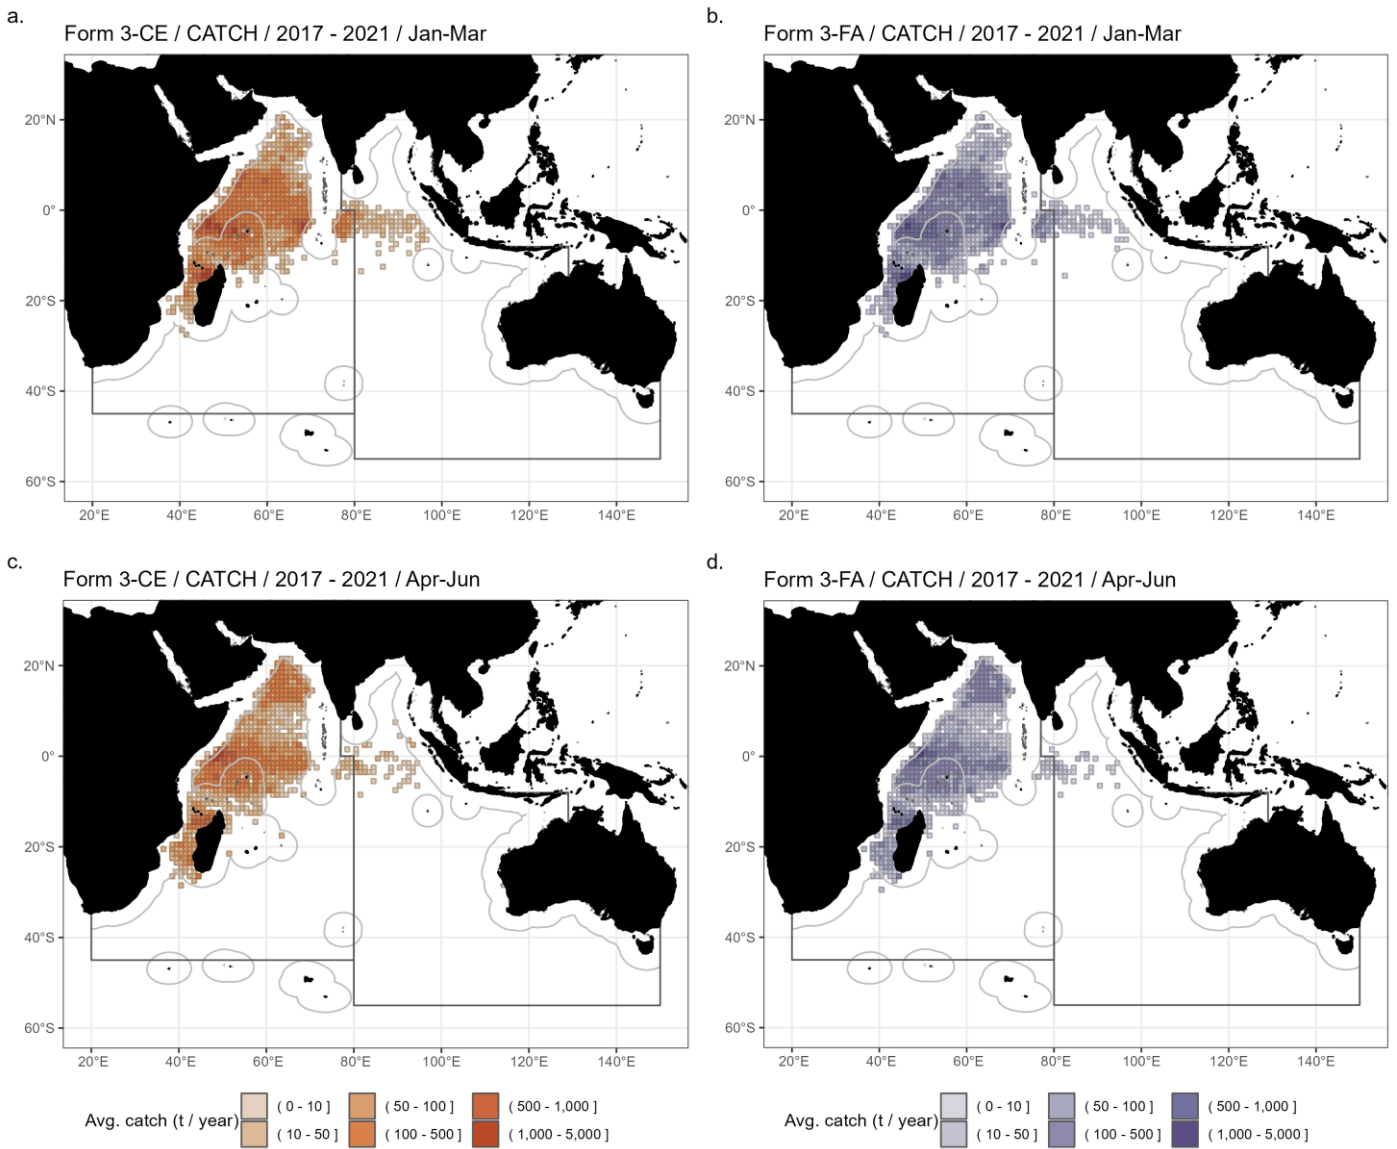 a.
Form 3-CE / CATCH / 2017 - 2021 / Jan-Mar
20°N
0°
20°S
40°S
60°S
20°E 40°E 60°E 80°E 100°E 120°E 140°E
b.
Form 3-FA / CATCH / 2017 - 2021 / Jan-Mar
20°N
0°
20°S
40°S
60°S
20°E 40°E 60°E 80°E 100°E 120°E 140°E
c.
Form 3-CE / CATCH / 2017 - 2021 / Apr-Jun
20°N
0°
20°S
40°S
60°S
20°E 40°E 60°E 80°E 100°E 120°E 140°E
d.
Form 3-FA / CATCH / 2017 - 2021 / Apr-Jun
20°N
0°
20°S
40°S
60°S
20°E 40°E 60°E 80°E 100°E 120°E 140°E
Avg. catch (t / year)
( 0 - 10 ] ( 50 - 100 ] ( 500 - 1,000 ]
( 10 - 50 ] ( 100 - 500 ] ( 1,000 - 5,000 ]
Avg. catch (t / year)
( 0 - 10 ] ( 50 - 100 ] ( 500 - 1,000 ]
( 10 - 50 ] ( 100 - 500 ] ( 1,000 - 5,000 ]